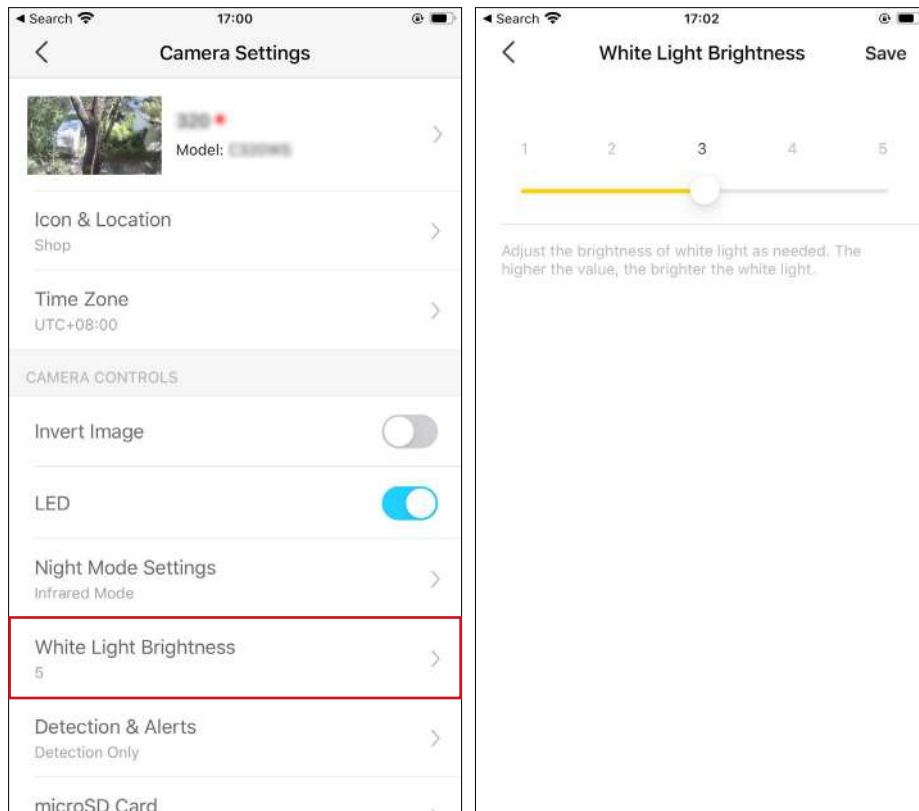 Search
17:00
Camera Settings
Model:
Icon & Location
Shop
Time Zone
UTC+08:00
CAMERA CONTROLS
Invert Image
LED
Night Mode Settings
Infrared Mode
White Light Brightness
5
Detection & Alerts
Detection Only
microSD Card
Search
17:02
White Light Brightness
Save
1 2 3 4 5
Adjust the brightness of white light as needed. The
higher the value, the brighter the white light.